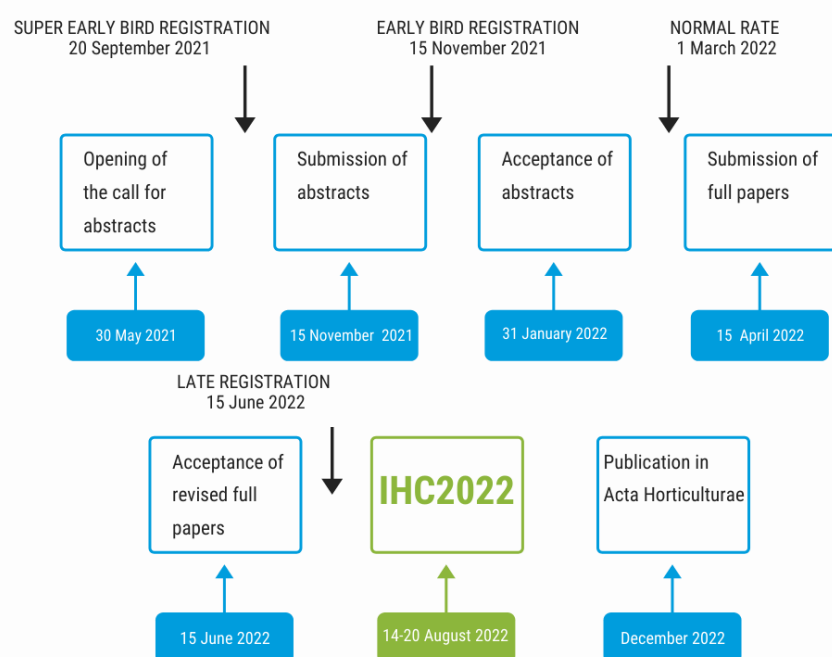 SUPER EARLY BIRD REGISTRATION
20 September 2021
EARLY BIRD REGISTRATION
15 November 2021
NORMAL RATE
1 March 2022
Opening of
the call for
abstracts
Submission of
abstracts
Acceptance of
abstracts
Submission of
full papers
30 May 2021
15 November 2021
31 January 2022
15 April 2022
LATE REGISTRATION
15 June 2022
Acceptance of
revised full
papers
IHC2022
Publication in
Acta Horticulturae
15 June 2022
14-20 August 2022
December 2022